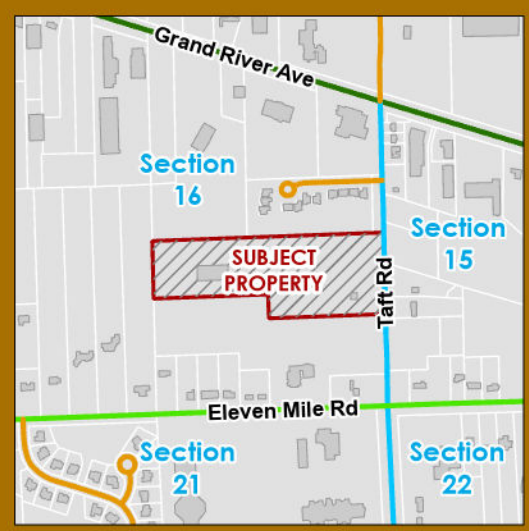 Grand River Ave
Section
16
Section
15
SUBJECT
PROPERTY
Taft Rd
Eleven Mile Rd
Section
21
Section
22